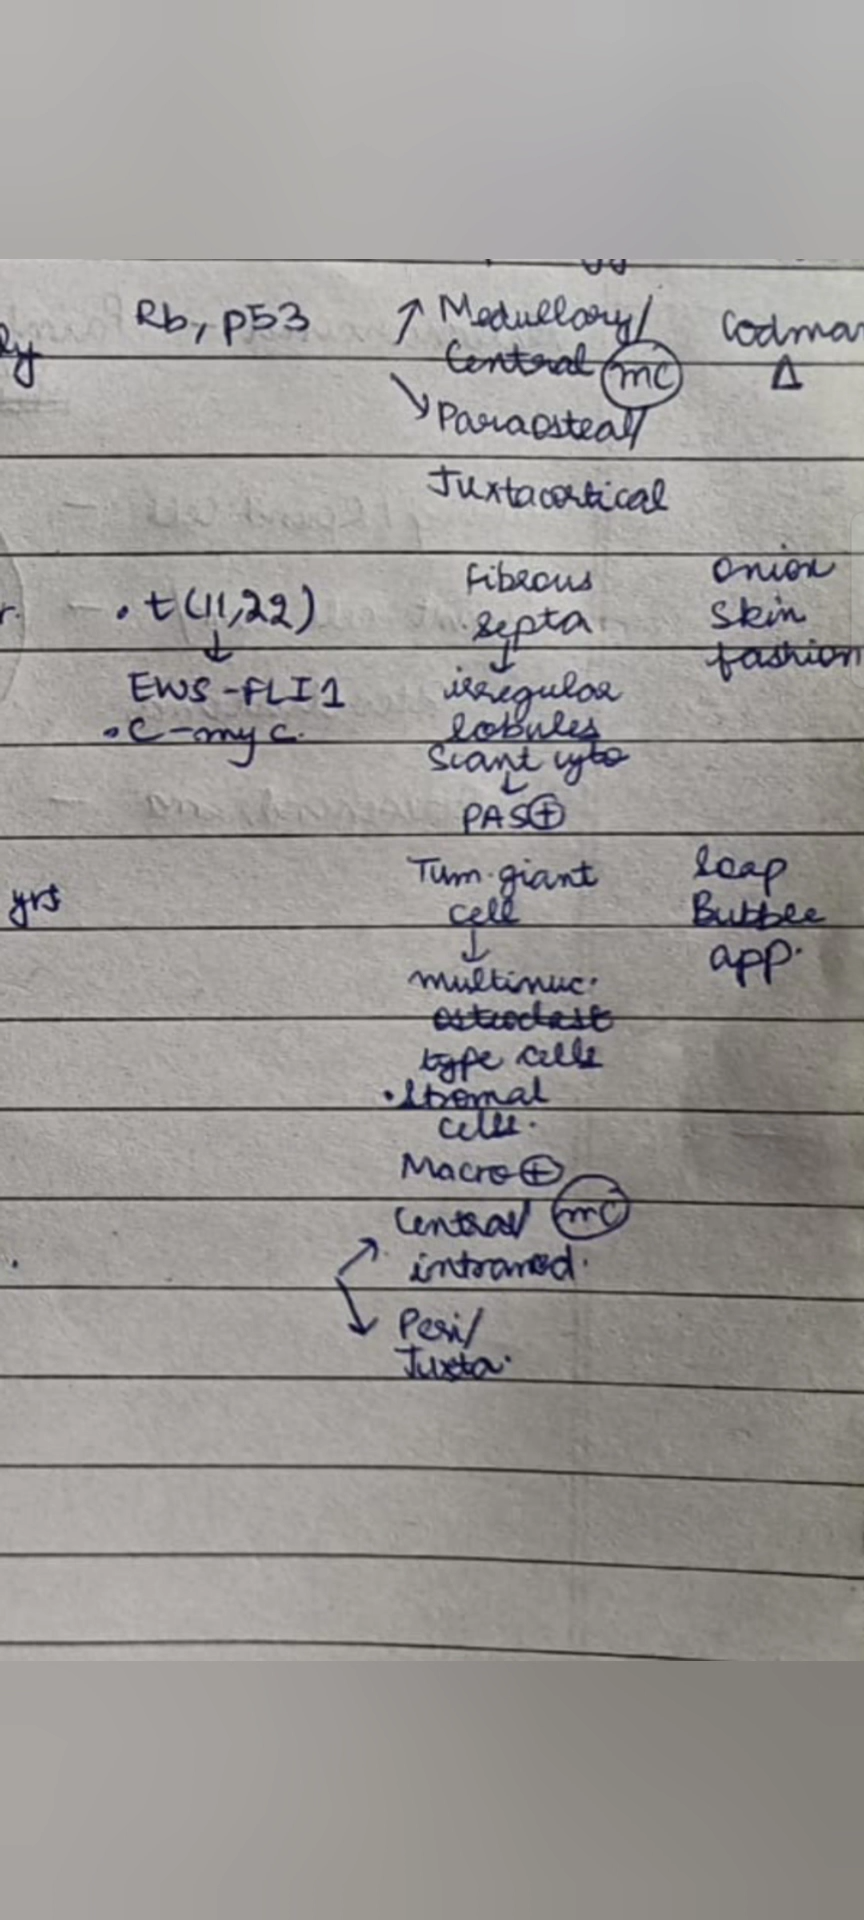 Rb, p53
↗ Medullary/
Central (mc)
↘ Paraosteal/
Juxtacortical
Codman
Δ
• t(11,22)
↓
EWS-FLI1
• C-myc.
Fibrous
septa
↓
irregular
lobules
Scant cyto
↓
PAS⊕
Onion
Skin
fashion
yrs
Tum. giant
cell
↓
multinuc.
osteoclast
type cells
• Stromal
cells.
Macro ⊕
Soap
Bubble
app.
↗ Central/ (mc)
intramed.
↘ Peri/
Juxta.